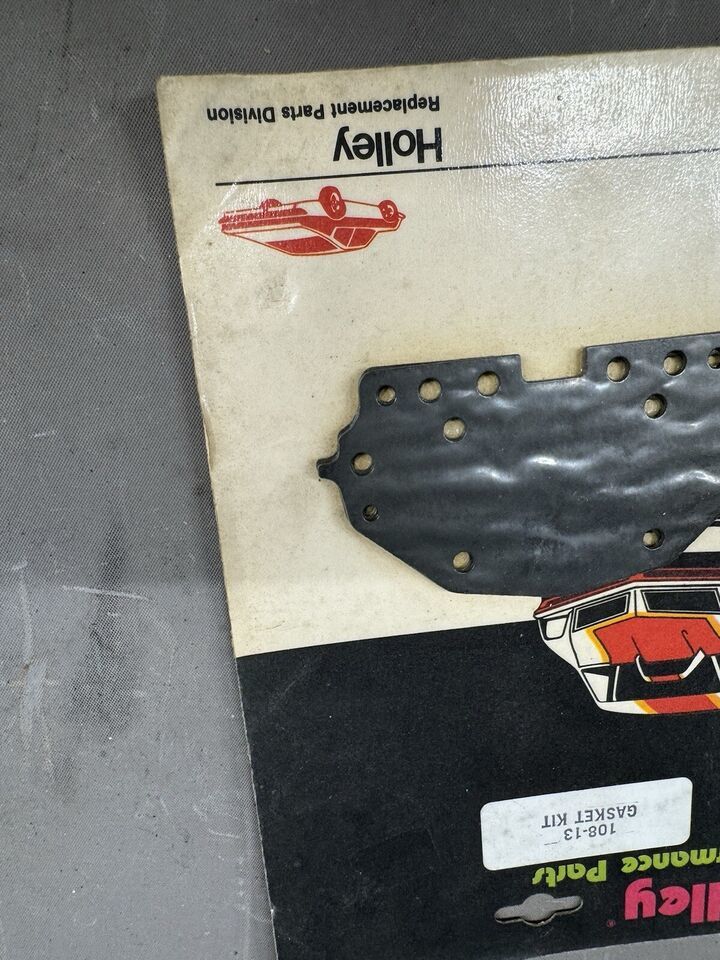 lley®
rmance Parts
108-13
GASKET KIT
Holley
Replacement Parts Division